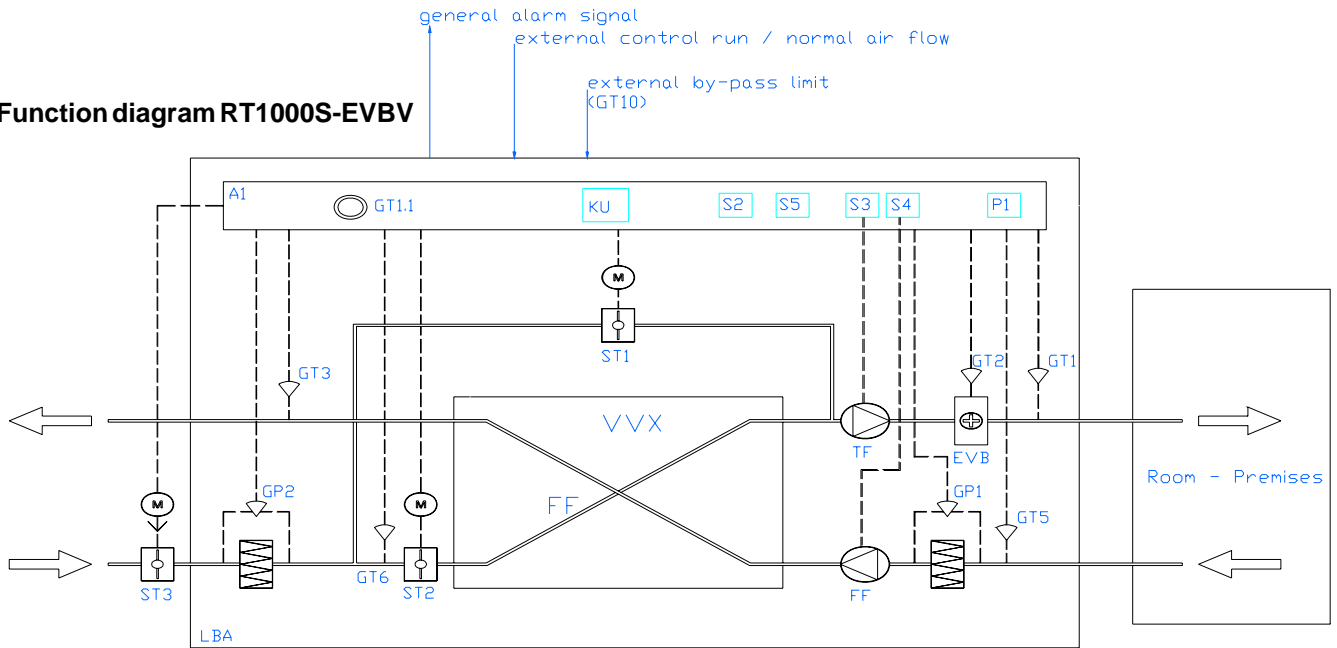 general alarm signal
external control run / normal air flow
external by-pass limit
(GT10)
Function diagram RT1000S-EVBV
A1
GT1.1
KU
S2
S5
S3
S4
P1
M
ST1
GT3
GT2
GT1
VVX
TF
EVB
Room - Premises
M
GP2
M
FF
GP1
GT5
ST3
GT6
ST2
FF
LBA